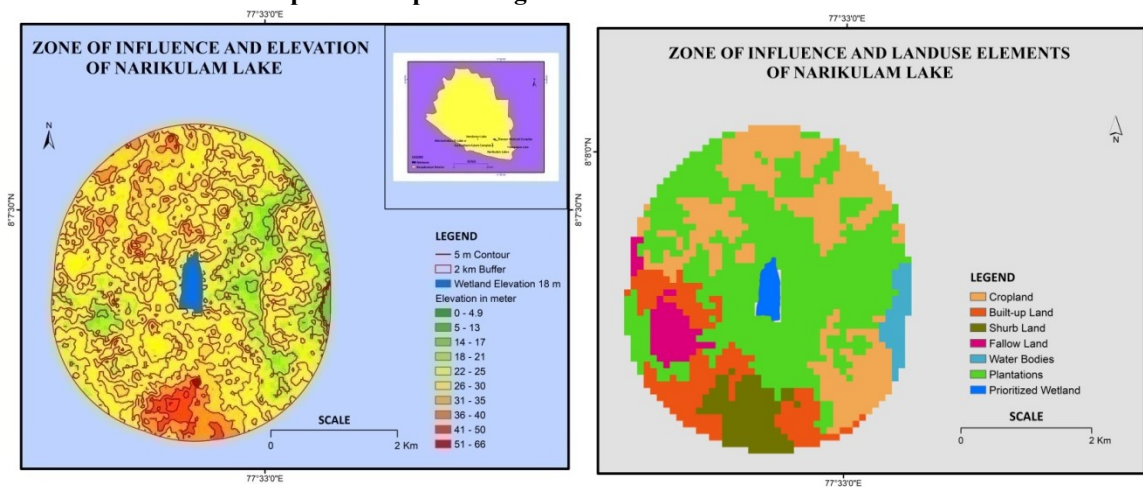 77°33'0"E
ZONE OF INFLUENCE AND ELEVATION
OF NARIKULAM LAKE
N
8°7'30"N
8°7'30"N
LEGEND
5 m Contour
2 km Buffer
Wetland Elevation 18 m
Elevation in meter
0 - 4.9
5 - 13
14 - 17
18 - 21
22 - 25
26 - 30
31 - 35
36 - 40
41 - 50
51 - 66
SCALE
0 2 Km
77°33'0"E
77°33'0"E
ZONE OF INFLUENCE AND LANDUSE ELEMENTS
OF NARIKULAM LAKE
N
8°8'0"N
LEGEND
Cropland
Built-up Land
Shurb Land
Fallow Land
Water Bodies
Plantations
Prioritized Wetland
SCALE
0 2 Km
77°33'0"E